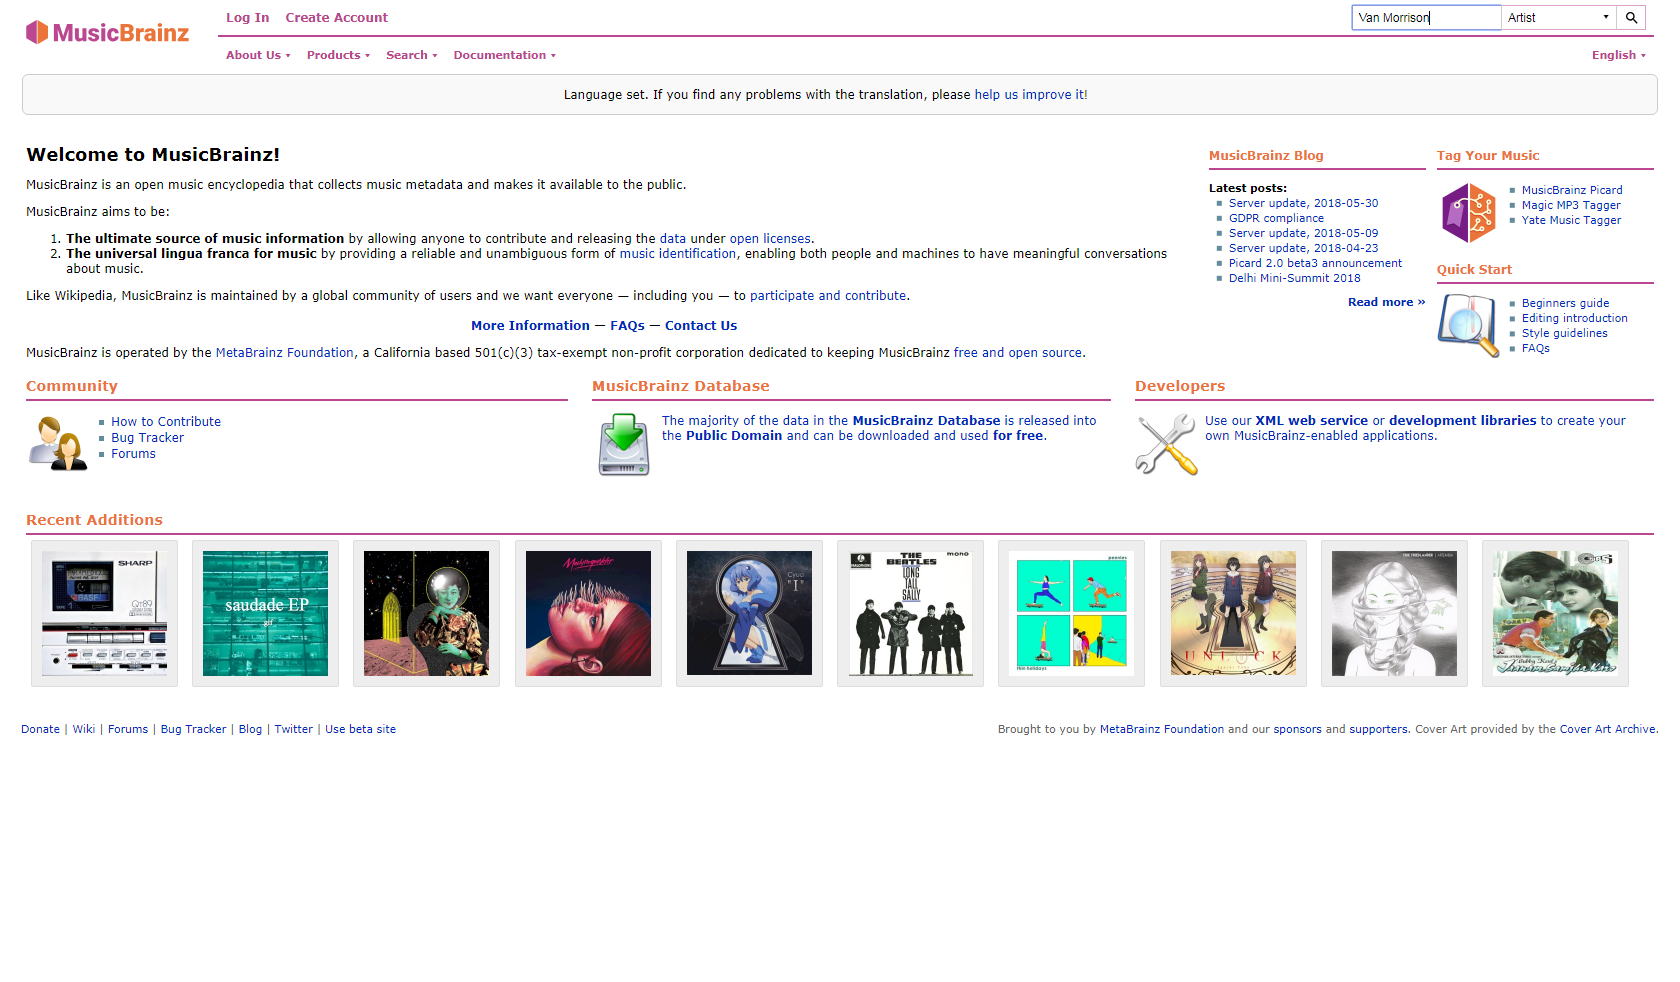 MusicBrainz
Log In Create Account
Van Morrison Artist
About Us Products Search Documentation English
Language set. If you find any problems with the translation, please help us improve it!
Welcome to MusicBrainz!
MusicBrainz is an open music encyclopedia that collects music metadata and makes it available to the public.
MusicBrainz aims to be:
1. The ultimate source of music information by allowing anyone to contribute and releasing the data under open licenses.
2. The universal lingua franca for music by providing a reliable and unambiguous form of music identification, enabling both people and machines to have meaningful conversations
about music.
Like Wikipedia, MusicBrainz is maintained by a global community of users and we want everyone — including you — to participate and contribute.
More Information — FAQs — Contact Us
MusicBrainz is operated by the MetaBrainz Foundation, a California based 501(c)(3) tax-exempt non-profit corporation dedicated to keeping MusicBrainz free and open source.
MusicBrainz Blog
Latest posts:
Server update, 2018-05-30
GDPR compliance
Server update, 2018-05-09
Server update, 2018-04-23
Picard 2.0 beta3 announcement
Delhi Mini-Summit 2018
Read more »
Tag Your Music
MusicBrainz Picard
Magic MP3 Tagger
Yate Music Tagger
Quick Start
Beginners guide
Editing introduction
Style guidelines
FAQs
Community
How to Contribute
Bug Tracker
Forums
MusicBrainz Database
The majority of the data in the MusicBrainz Database is released into
the Public Domain and can be downloaded and used for free.
Developers
Use our XML web service or development libraries to create your
own MusicBrainz-enabled applications.
Recent Additions
SHARP
BASF
QT89
saudade EP
gif
Cyuci
I
PARLOPHONE
THE
BEATLES
mono
LONG
TALL
SALLY
peonies
thin holidays
UNLOCK
TIPS
Donate | Wiki | Forums | Bug Tracker | Blog | Twitter | Use beta site
Brought to you by MetaBrainz Foundation and our sponsors and supporters. Cover Art provided by the Cover Art Archive.